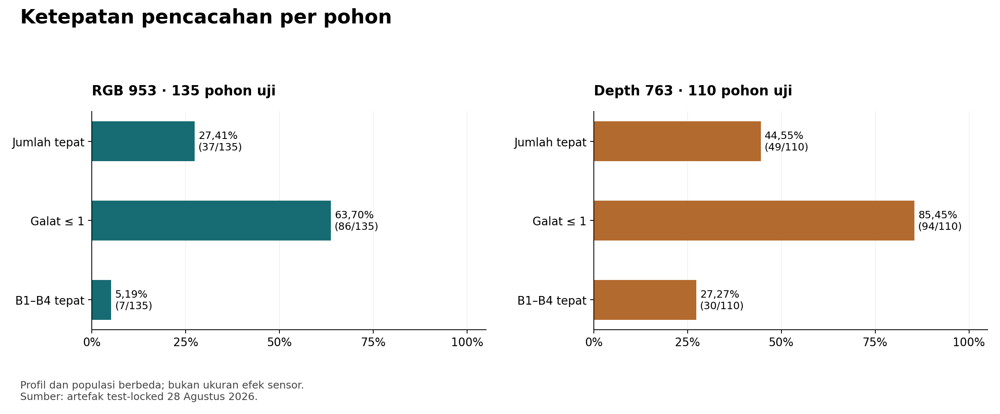 Ketepatan pencacahan per pohon
RGB 953 · 135 pohon uji
Jumlah tepat
27,41%
(37/135)
Galat ≤ 1
63,70%
(86/135)
B1–B4 tepat
5,19%
(7/135)
0% 25% 50% 75% 100%
Depth 763 · 110 pohon uji
Jumlah tepat
44,55%
(49/110)
Galat ≤ 1
85,45%
(94/110)
B1–B4 tepat
27,27%
(30/110)
0% 25% 50% 75% 100%
Profil dan populasi berbeda; bukan ukuran efek sensor.
Sumber: artefak test-locked 28 Agustus 2026.